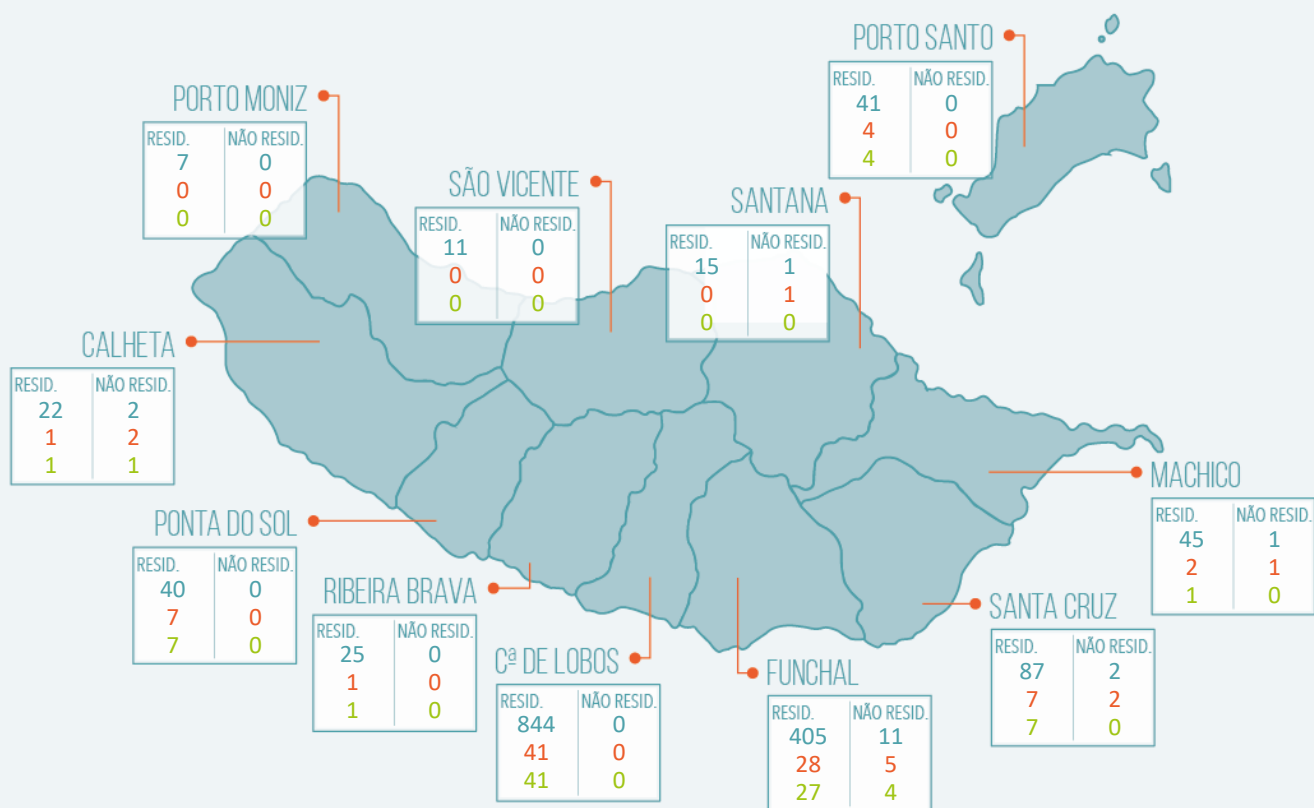 PORTO SANTO
RESID. NÃO RESID.
41 0
4 0
4 0
PORTO MONIZ
RESID. NÃO RESID.
7 0
0 0
0 0
SÃO VICENTE
RESID. NÃO RESID.
11 0
0 0
0 0
SANTANA
RESID. NÃO RESID.
15 1
0 1
0 0
CALHETA
RESID. NÃO RESID.
22 2
1 2
1 1
MACHICO
RESID. NÃO RESID.
45 1
2 1
1 0
PONTA DO SOL
RESID. NÃO RESID.
40 0
7 0
7 0
RIBEIRA BRAVA
RESID. NÃO RESID.
25 0
1 0
1 0
Cª DE LOBOS
RESID. NÃO RESID.
844 0
41 0
41 0
FUNCHAL
RESID. NÃO RESID.
405 11
28 5
27 4
SANTA CRUZ
RESID. NÃO RESID.
87 2
7 2
7 0